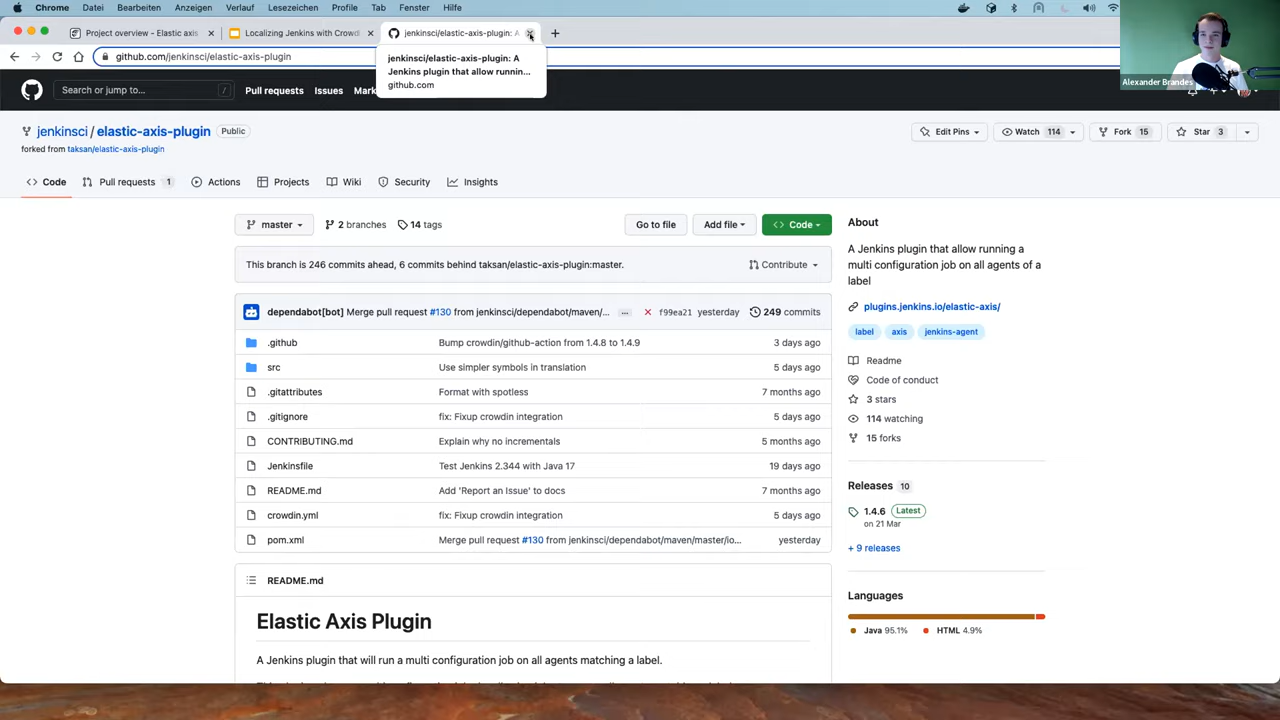 Chrome Datei Bearbeiten Anzeigen Verlauf Lesezeichen Profile Tab Fenster Hilfe
Project overview - Elastic axis
Localizing Jenkins with Crowdi
jenkinsci/elastic-axis-plugin: A
github.com/jenkinsci/elastic-axis-plugin
jenkinsci/elastic-axis-plugin: A
Jenkins plugin that allow runnin...
github.com
Alexander Brandes
Search or jump to... /
Pull requests Issues Mark
jenkinsci / elastic-axis-plugin Public
forked from taksan/elastic-axis-plugin
Edit Pins Watch 114 Fork 15 Star 3
Code Pull requests 1 Actions Projects Wiki Security Insights
master 2 branches 14 tags
Go to file Add file Code
This branch is 246 commits ahead, 6 commits behind taksan/elastic-axis-plugin:master.
Contribute
dependabot[bot] Merge pull request #130 from jenkinsci/dependabot/maven/... ... f99ea21 yesterday 249 commits
.github Bump crowdin/github-action from 1.4.8 to 1.4.9 3 days ago
src Use simpler symbols in translation 5 days ago
.gitattributes Format with spotless 7 months ago
.gitignore fix: Fixup crowdin integration 5 days ago
CONTRIBUTING.md Explain why no incrementals 5 months ago
Jenkinsfile Test Jenkins 2.344 with Java 17 19 days ago
README.md Add 'Report an Issue' to docs 7 months ago
crowdin.yml fix: Fixup crowdin integration 5 days ago
pom.xml Merge pull request #130 from jenkinsci/dependabot/maven/master/io... yesterday
README.md
Elastic Axis Plugin
A Jenkins plugin that will run a multi configuration job on all agents matching a label.
About
A Jenkins plugin that allow running a
multi configuration job on all agents of a
label
plugins.jenkins.io/elastic-axis/
label axis jenkins-agent
Readme
Code of conduct
3 stars
114 watching
15 forks
Releases 10
1.4.6 Latest
on 21 Mar
+ 9 releases
Languages
Java 95.1% HTML 4.9%